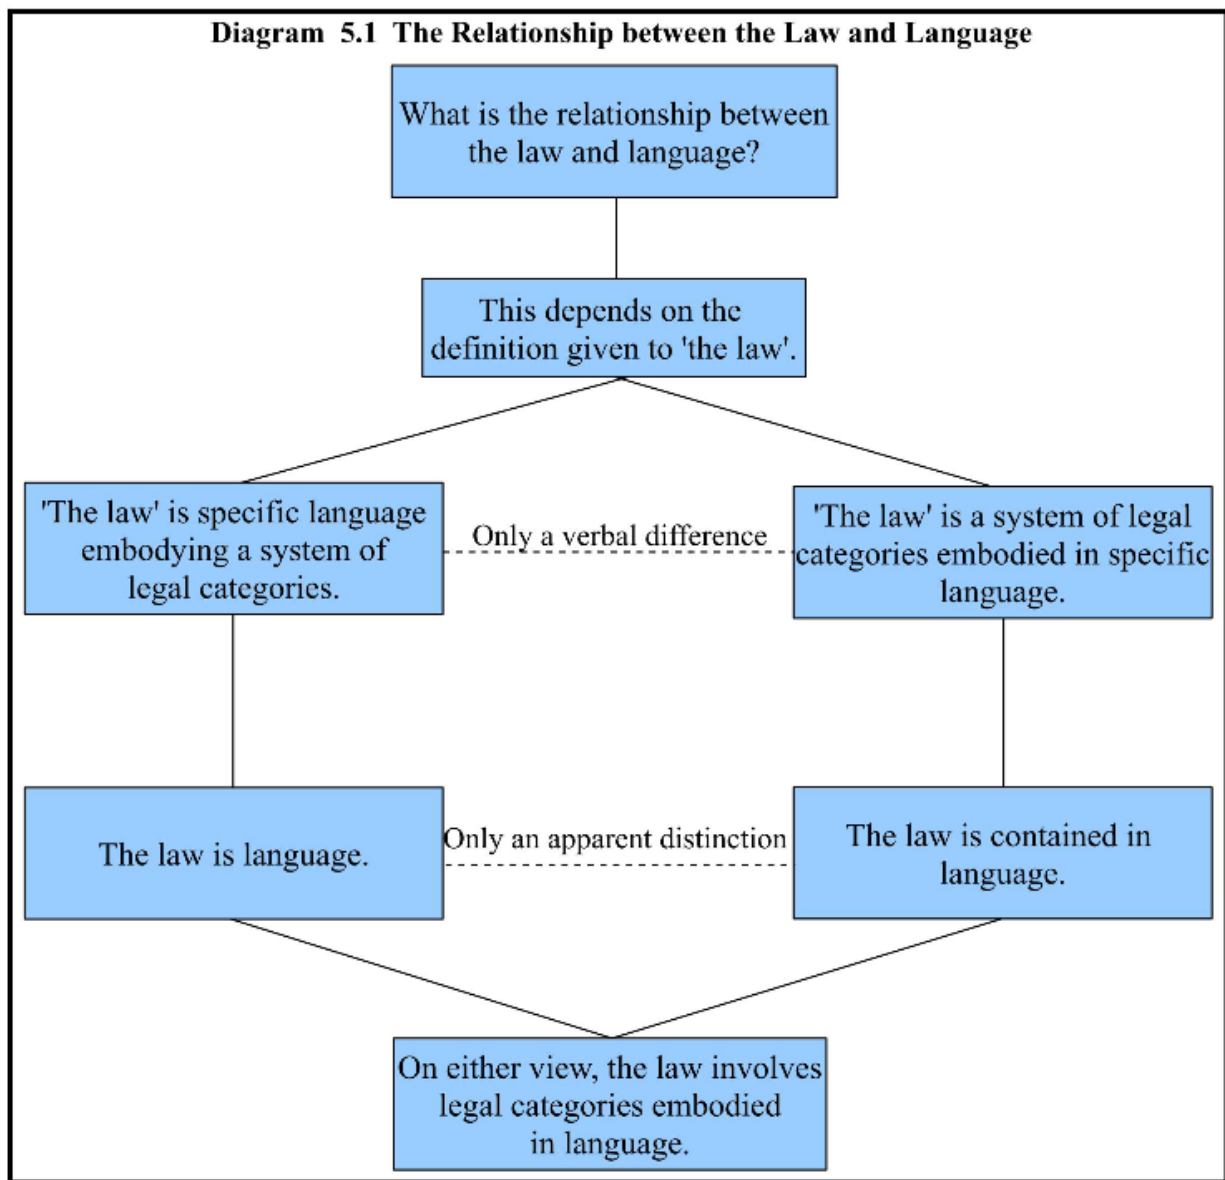 Diagram 5.1 The Relationship between the Law and Language
What is the relationship between
the law and language?
This depends on the
definition given to 'the law'.
'The law' is specific language
embodying a system of
legal categories.
Only a verbal difference
'The law' is a system of legal
categories embodied in specific
language.
The law is language.
Only an apparent distinction
The law is contained in
language.
On either view, the law involves
legal categories embodied
in language.